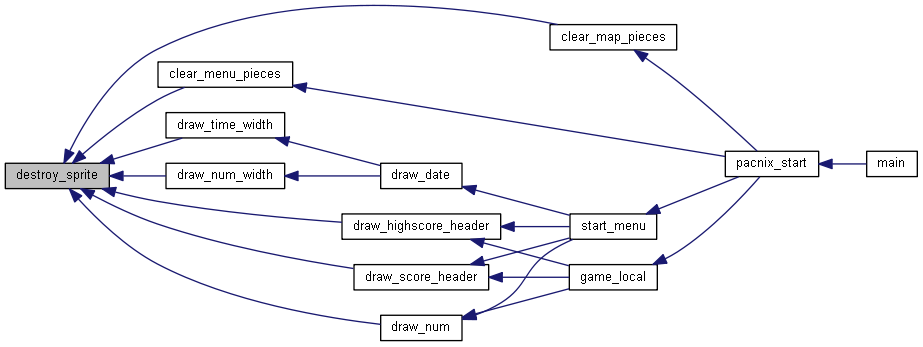 clear_map_pieces
clear_menu_pieces
draw_time_width
pacnix_start
main
destroy_sprite
draw_num_width
draw_date
draw_highscore_header
start_menu
draw_score_header
game_local
draw_num